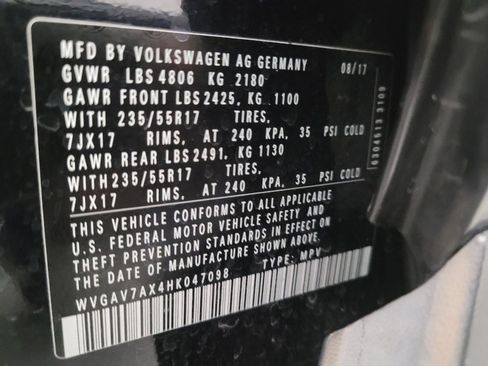 MFD BY VOLKSWAGEN AG GERMANY
08/17
GVWR LBS 4806 KG 2180
GAWR FRONT LBS 2425, KG 1100
WITH 235/55R17 TIRES,
7JX17 RIMS, AT 240 KPA, 35 PSI COLD
GAWR REAR LBS 2491, KG 1130
WITH 235/55R17 TIRES,
7JX17 RIMS, AT 240 KPA, 35 PSI COLD
THIS VEHICLE CONFORMS TO ALL APPLICABLE
U.S. FEDERAL MOTOR VEHICLE SAFETY AND
THEFT PREVENTION STANDARDS IN EFFECT ON
THE DATE OF MANUFACTURE SHOWN ABOVE.
WVGAV7AX4HK047098 TYPE: MPV
6304613 3109